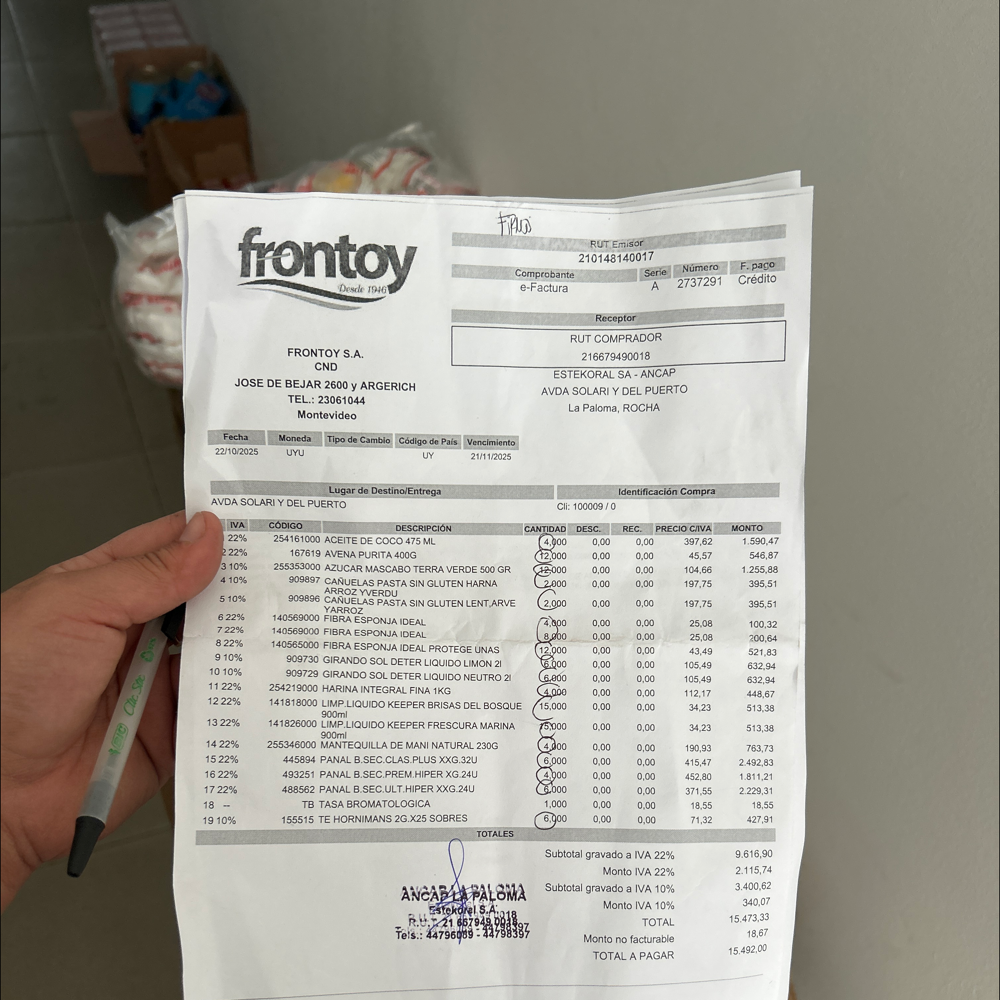 FIRMÓ
frontoy
Desde 1946
RUT Emisor
210148140017
Comprobante Serie Número F. pago
e-Factura A 2737291 Crédito
Receptor
RUT COMPRADOR
216679490018
ESTEKORAL SA - ANCAP
AVDA SOLARI Y DEL PUERTO
La Paloma, ROCHA
FRONTOY S.A.
CND
JOSE DE BEJAR 2600 y ARGERICH
TEL.: 23061044
Montevideo
Fecha Moneda Tipo de Cambio Código de País Vencimiento
22/10/2025 UYU UY 21/11/2025
Lugar de Destino/Entrega Identificación Compra
AVDA SOLARI Y DEL PUERTO Cli: 100009 / 0
IVA CÓDIGO DESCRIPCIÓN CANTIDAD DESC. REC. PRECIO C/IVA MONTO
22% 254161000 ACEITE DE COCO 475 ML 4,000 0,00 0,00 397,62 1.590,47
2 22% 167619 AVENA PURITA 400G 12,000 0,00 0,00 45,57 546,87
3 10% 255353000 AZUCAR MASCABO TERRA VERDE 500 GR 12,000 0,00 0,00 104,66 1.255,88
4 10% 909897 CAÑUELAS PASTA SIN GLUTEN HARNA 2,000 0,00 0,00 197,75 395,51
ARROZ YVERDU
5 10% 909896 CAÑUELAS PASTA SIN GLUTEN LENT,ARVE 2,000 0,00 0,00 197,75 395,51
YARROZ
6 22% 140569000 FIBRA ESPONJA IDEAL 4,000 0,00 0,00 25,08 100,32
7 22% 140569000 FIBRA ESPONJA IDEAL 8,000 0,00 0,00 25,08 200,64
8 22% 140565000 FIBRA ESPONJA IDEAL PROTEGE UNAS 12,000 0,00 0,00 43,49 521,83
9 10% 909730 GIRANDO SOL DETER LIQUIDO LIMON 2l 6,000 0,00 0,00 105,49 632,94
10 10% 909729 GIRANDO SOL DETER LIQUIDO NEUTRO 2l 6,000 0,00 0,00 105,49 632,94
11 22% 254219000 HARINA INTEGRAL FINA 1KG 4,000 0,00 0,00 112,17 448,67
12 22% 141818000 LIMP.LIQUIDO KEEPER BRISAS DEL BOSQUE 15,000 0,00 0,00 34,23 513,38
900ml
13 22% 141826000 LIMP.LIQUIDO KEEPER FRESCURA MARINA 15,000 0,00 0,00 34,23 513,38
900ml
14 22% 255346000 MANTEQUILLA DE MANI NATURAL 230G 4,000 0,00 0,00 190,93 763,73
15 22% 445894 PANAL B.SEC.CLAS.PLUS XXG.32U 6,000 0,00 0,00 415,47 2.492,83
16 22% 493251 PANAL B.SEC.PREM.HIPER XG.24U 4,000 0,00 0,00 452,80 1.811,21
17 22% 488562 PANAL B.SEC.ULT.HIPER XXG.24U 6,000 0,00 0,00 371,55 2.229,31
18 -- TB TASA BROMATOLOGICA 1,000 0,00 0,00 18,55 18,55
19 10% 155515 TE HORNIMANS 2G.X25 SOBRES 6,000 0,00 0,00 71,32 427,91
TOTALES
Subtotal gravado a IVA 22% 9.616,90
Monto IVA 22% 2.115,74
Subtotal gravado a IVA 10% 3.400,62
Monto IVA 10% 340,07
TOTAL 15.473,33
Monto no facturable 18,67
TOTAL A PAGAR 15.492,00
ANCAP LA PALOMA
Estekoral S.A.
R.U.T. 21 667949 0018
Tels.: 44796069 - 44798397